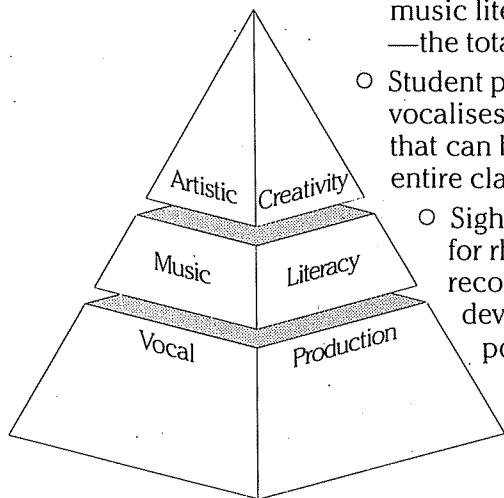 music lite
—the tota
○ Student p
vocalises
that can b
entire cla
○ Sigh
for rh
reco
dev
po
Artistic Creativity
Music Literacy
Vocal Production